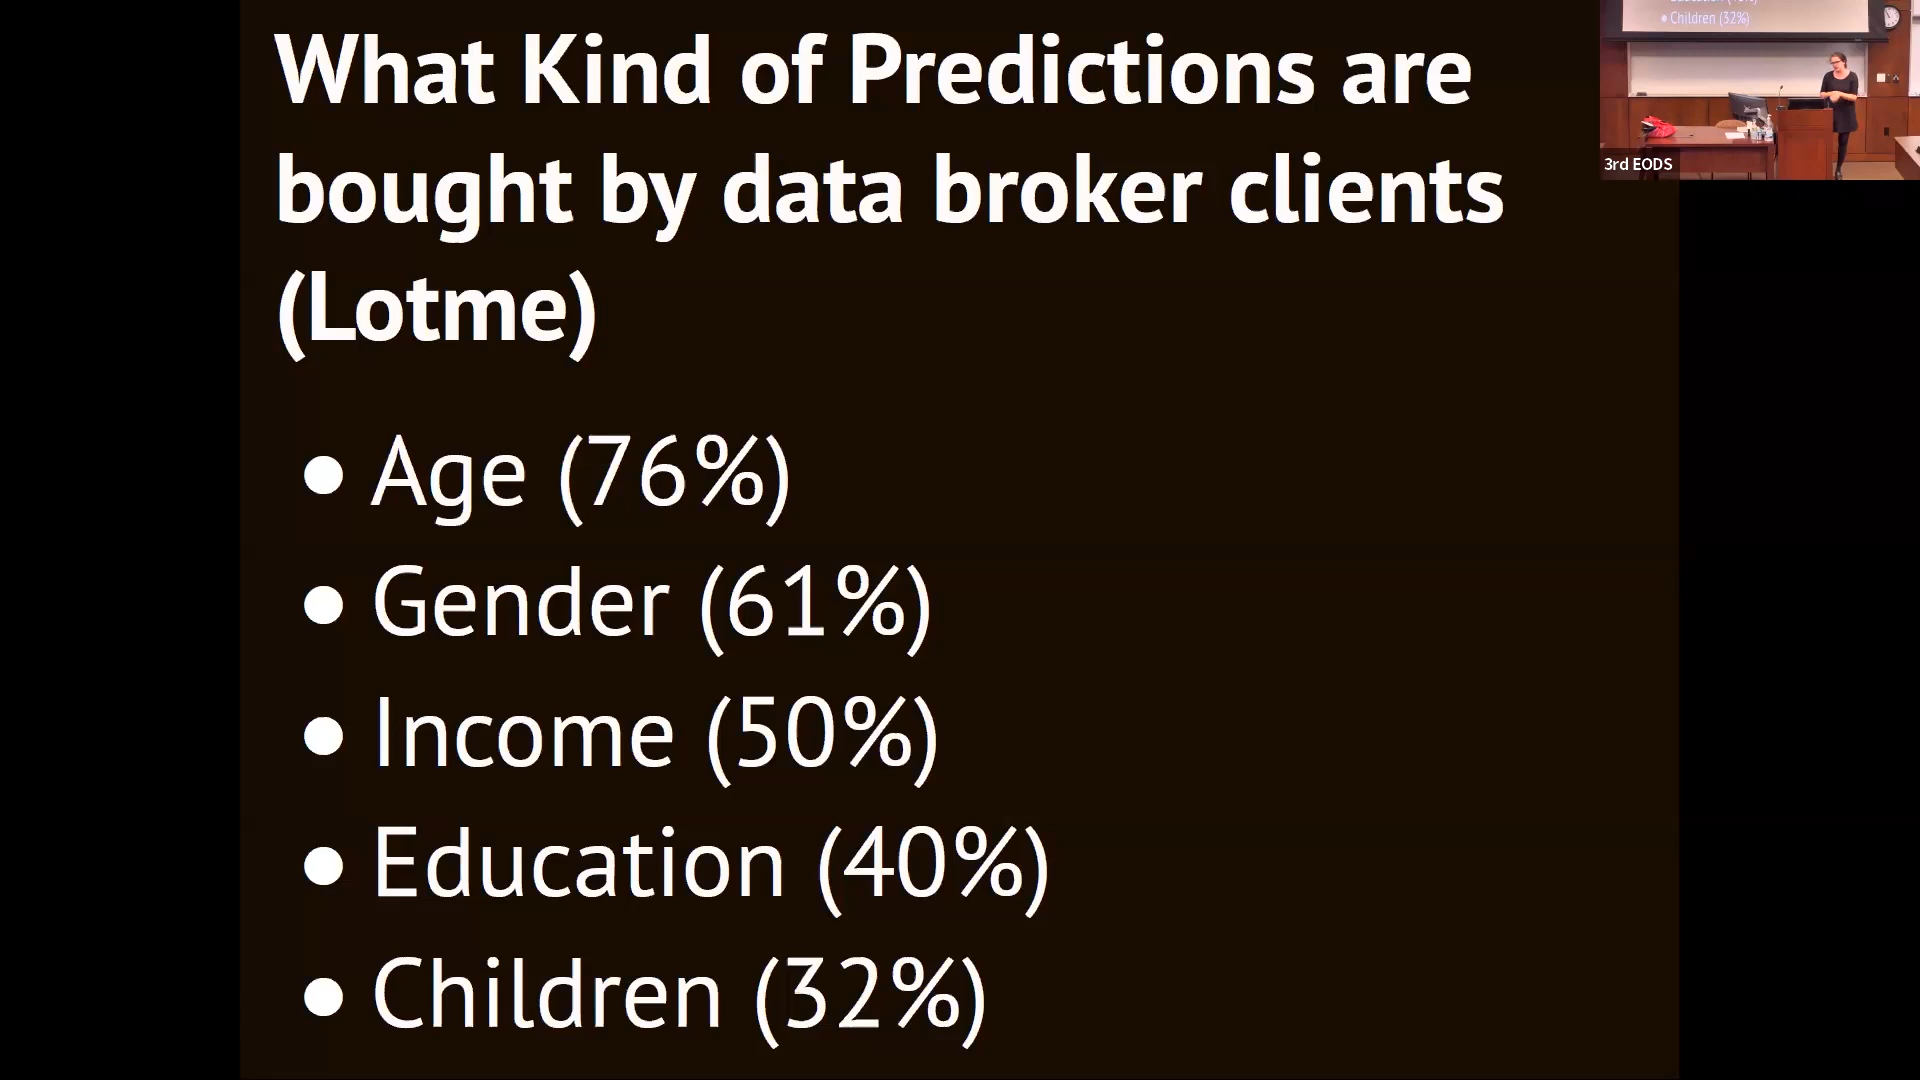 What Kind of Predictions are
bought by data broker clients
(Lotme)
● Age (76%)
● Gender (61%)
● Income (50%)
● Education (40%)
● Children (32%)
● Children (32%)
3rd EODS